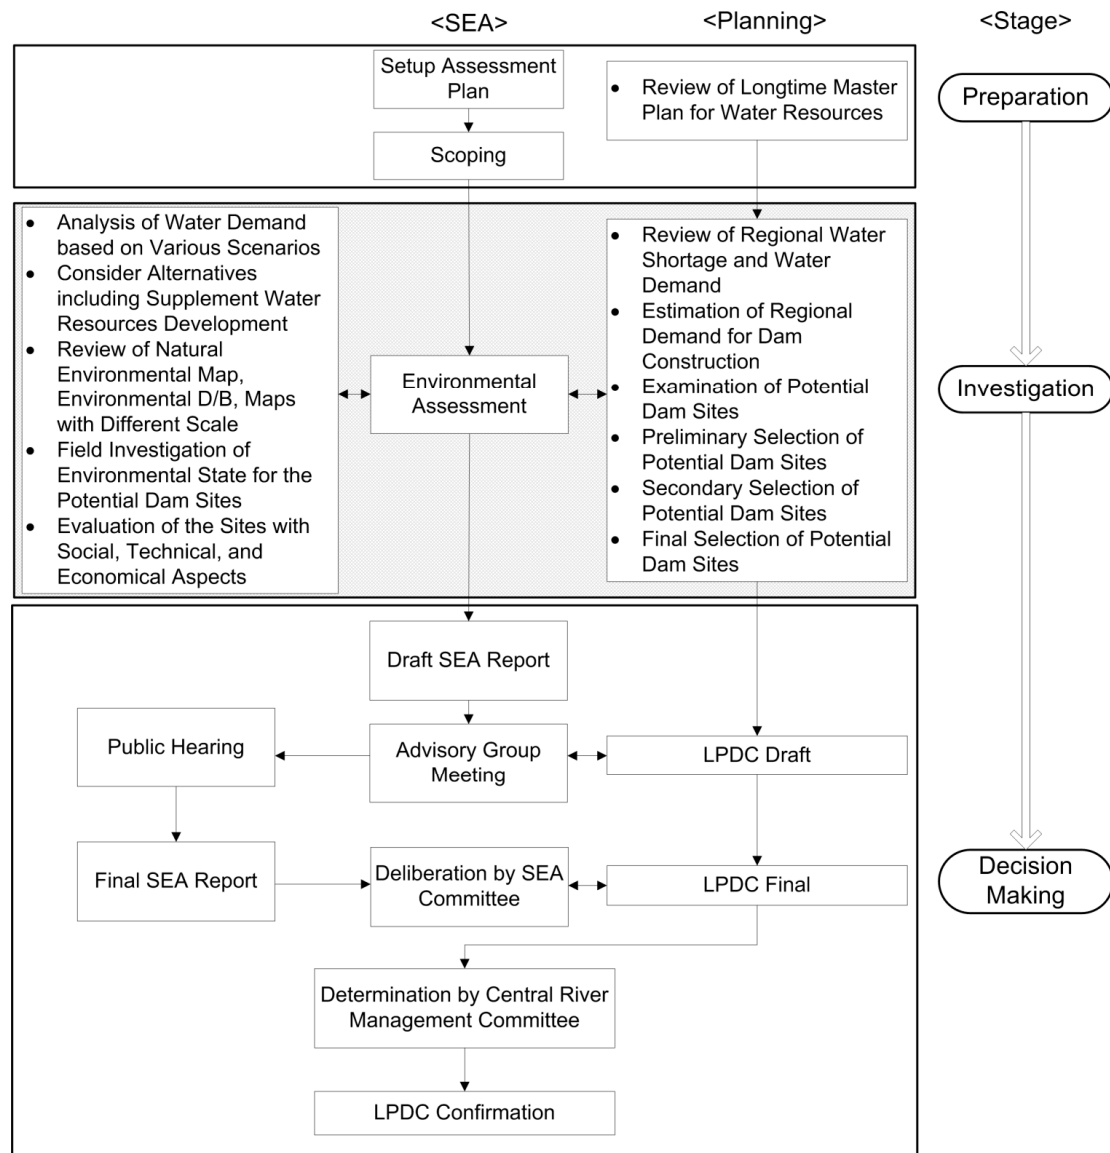 <SEA>
<Planning>
<Stage>
Setup Assessment
Plan
• Review of Longtime Master
Plan for Water Resources
Preparation
Scoping
• Analysis of Water Demand
based on Various Scenarios
• Consider Alternatives
including Supplement Water
Resources Development
• Review of Natural
Environmental Map,
Environmental D/B, Maps
with Different Scale
• Field Investigation of
Environmental State for the
Potential Dam Sites
• Evaluation of the Sites with
Social, Technical, and
Economical Aspects
Environmental
Assessment
• Review of Regional Water
Shortage and Water
Demand
• Estimation of Regional
Demand for Dam
Construction
• Examination of Potential
Dam Sites
• Preliminary Selection of
Potential Dam Sites
• Secondary Selection of
Potential Dam Sites
• Final Selection of Potential
Dam Sites
Investigation
Draft SEA Report
Public Hearing
Advisory Group
Meeting
LPDC Draft
Final SEA Report
Deliberation by SEA
Committee
LPDC Final
Decision
Making
Determination by Central River
Management Committee
LPDC Confirmation